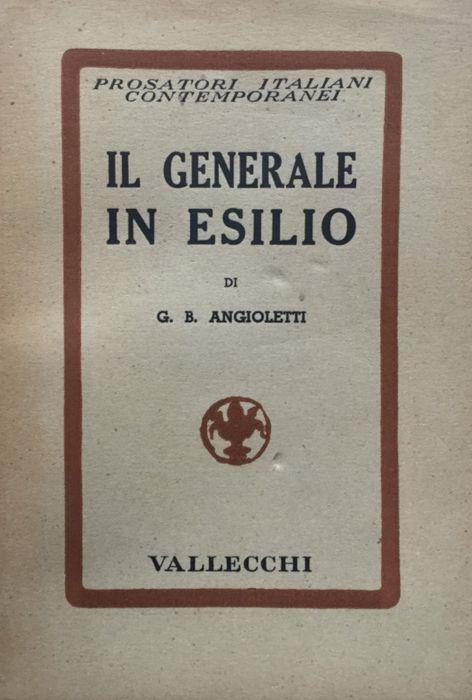 PROSATORI ITALIANI
CONTEMPORANEI
IL GENERALE
IN ESILIO
DI
G. B. ANGIOLETTI
VALLECCHI